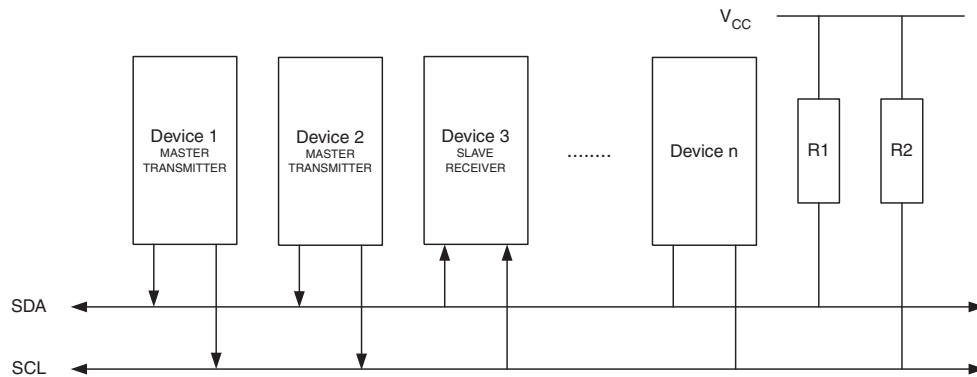 V_CC
Device 1
MASTER
TRANSMITTER
Device 2
MASTER
TRANSMITTER
Device 3
SLAVE
RECEIVER
........
Device n
R1
R2
SDA
SCL